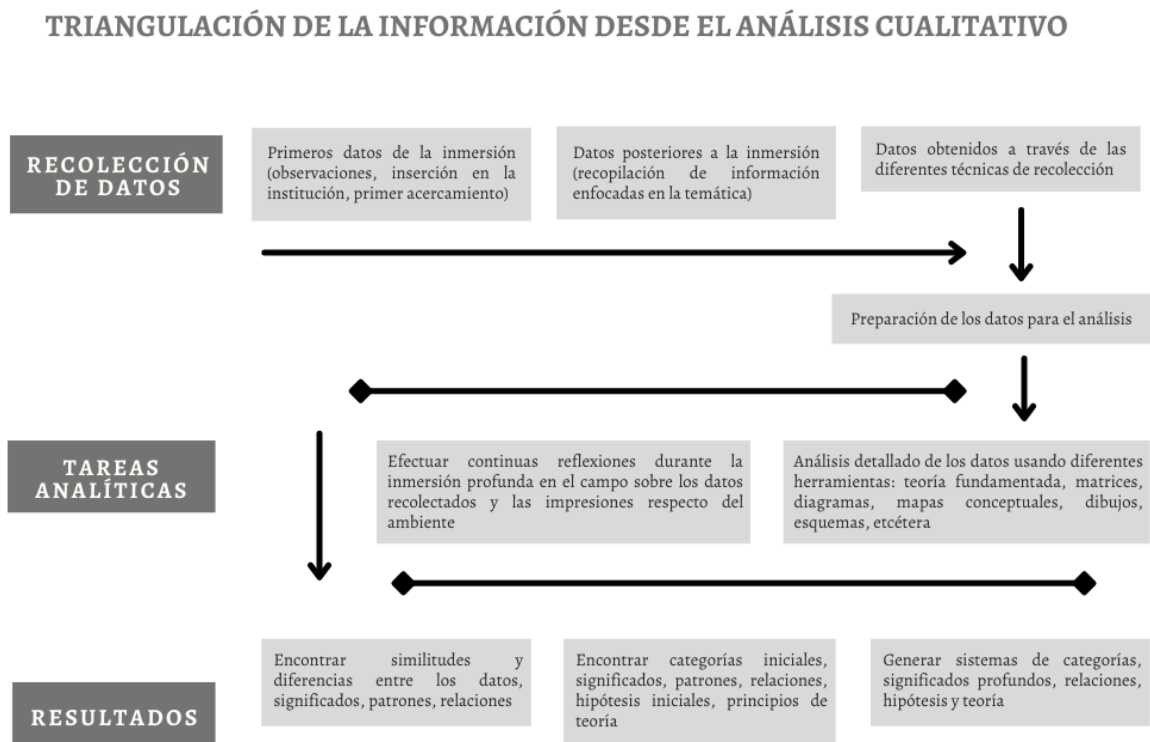 TRIANGULACIÓN DE LA INFORMACIÓN DESDE EL ANÁLISIS CUALITATIVO
RECOLECCIÓN
DE DATOS
Primeros datos de la inmersión
(observaciones, inserción en la
institución, primer acercamiento)
Datos posteriores a la inmersión
(recopilación de información
enfocadas en la temática)
Datos obtenidos a través de las
diferentes técnicas de recolección
Preparación de los datos para el análisis
TAREAS
ANALÍTICAS
Efectuar continuas reflexiones durante la
inmersión profunda en el campo sobre los datos
recolectados y las impresiones respecto del
ambiente
Análisis detallado de los datos usando diferentes
herramientas: teoría fundamentada, matrices,
diagramas, mapas conceptuales, dibujos,
esquemas, etcétera
RESULTADOS
Encontrar similitudes y
diferencias entre los datos,
significados, patrones, relaciones
Encontrar categorías iniciales,
significados, patrones, relaciones,
hipótesis iniciales, principios de
teoría
Generar sistemas de categorías,
significados profundos, relaciones,
hipótesis y teoría